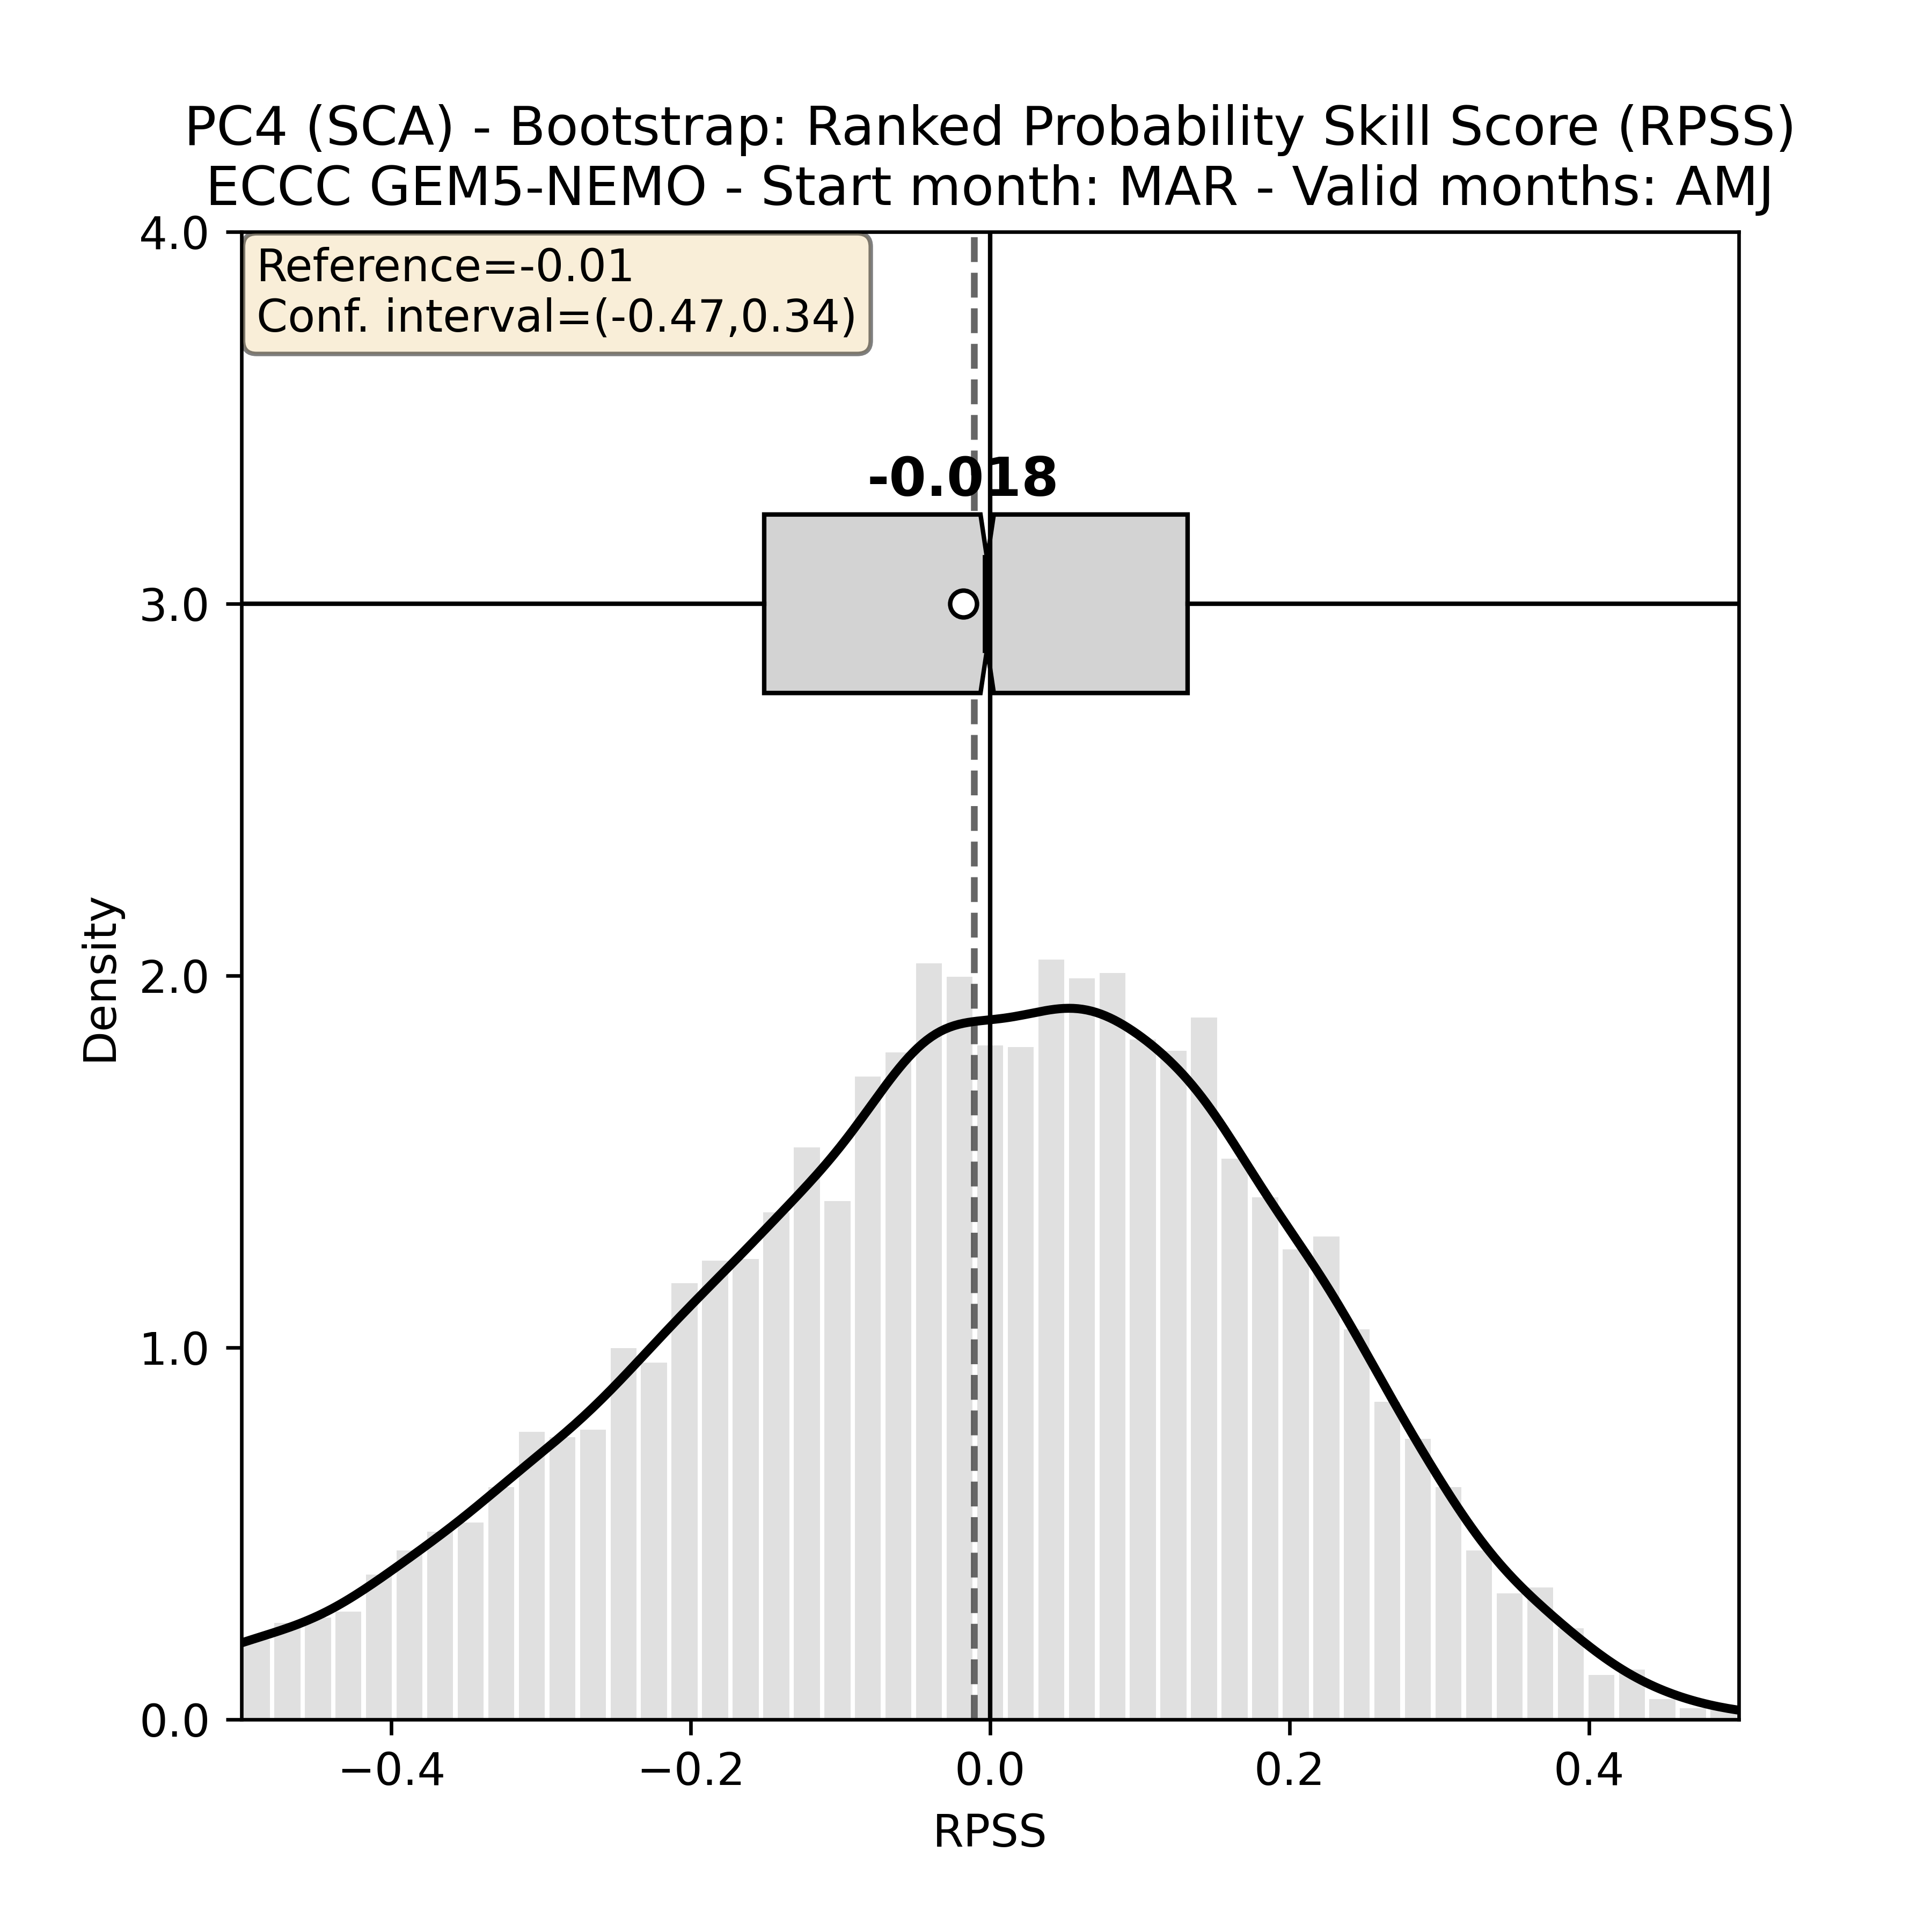 PC4 (SCA) - Bootstrap: Ranked Probability Skill Score (RPSS)
ECCC GEM5-NEMO - Start month: MAR - Valid months: AMJ
4.0
Reference=-0.01
Conf. interval=(-0.47,0.34)
-0.018
3.0
Density
2.0
1.0
0.0
−0.4 −0.2 0.0 0.2 0.4
RPSS